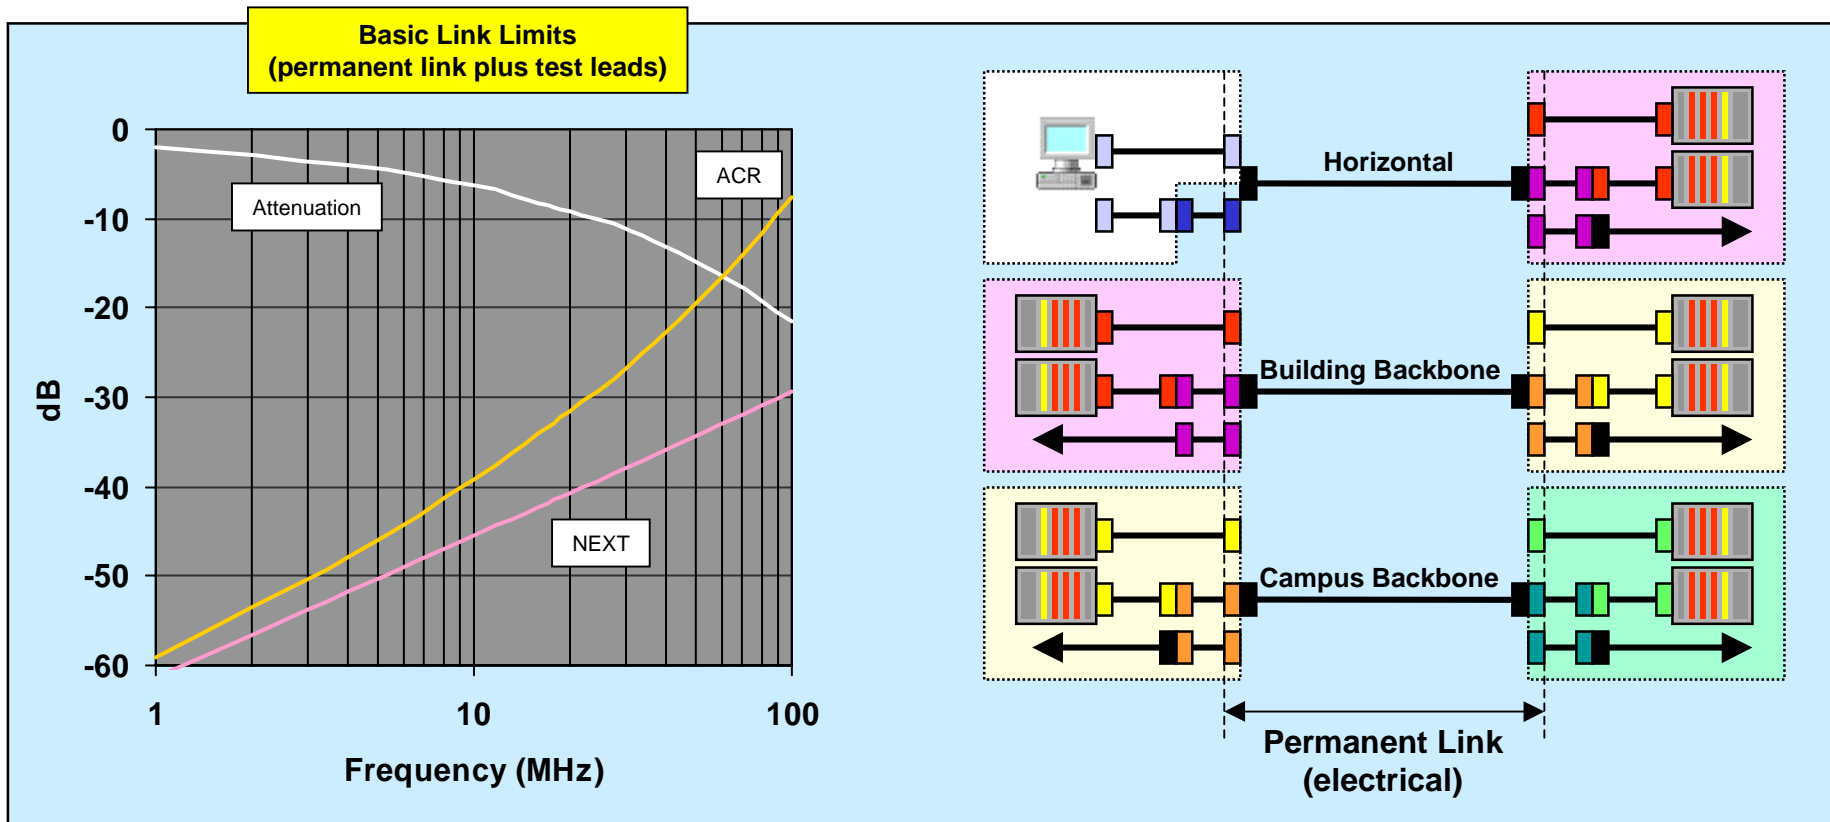 Basic Link Limits
(permanent link plus test leads)
0
-10
-20
-30
-40
-50
-60
dB
Attenuation
ACR
NEXT
1
10
100
Frequency (MHz)
Horizontal
Building Backbone
Campus Backbone
Permanent Link
(electrical)